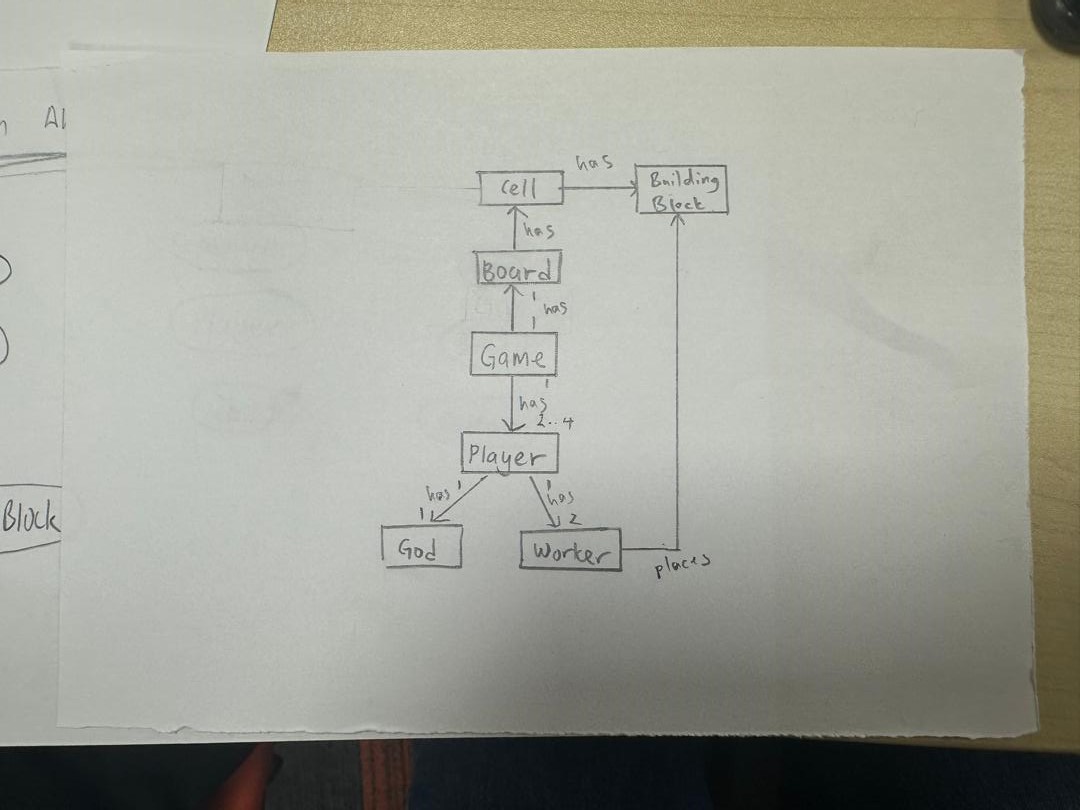 n Al
has
Cell
Building
Block
has
Board
1
has
1
Game
1
has
2..4
Player
has 1
1
has
1
1
2
God
Worker
places
Block